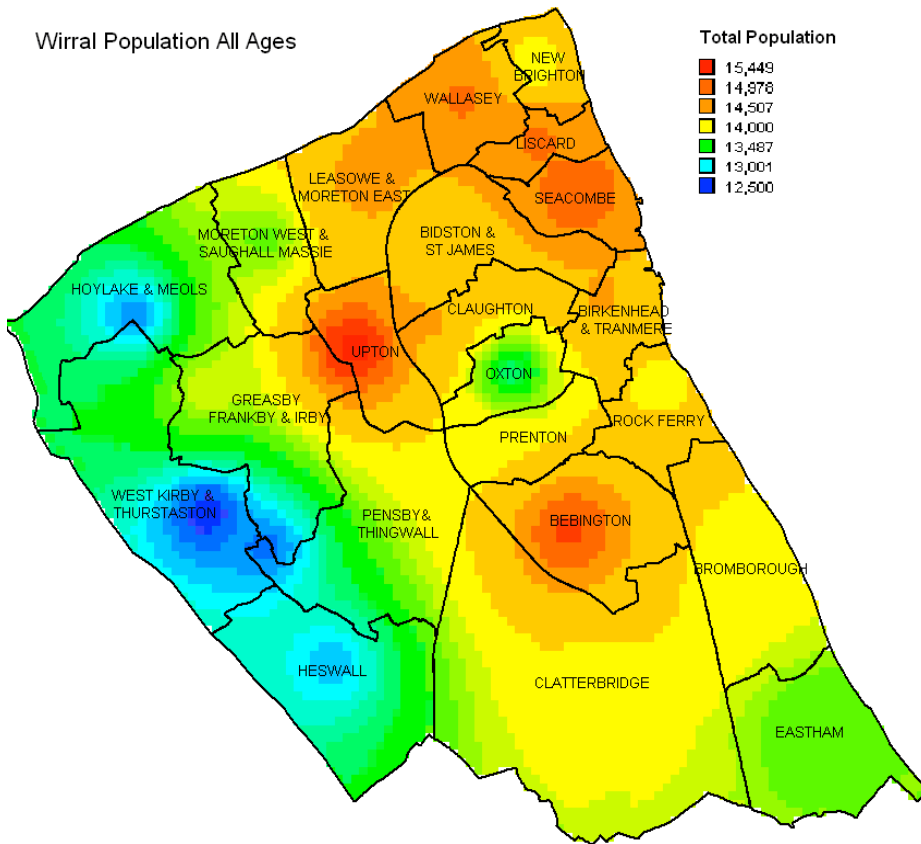 Wirral Population All Ages
Total Population
15,449
14,978
14,507
14,000
13,487
13,001
12,500
NEW
BRIGHTON
WALLASEY
LISCARD
LEASOWE &
MORETON EAST
SEACOMBE
MORETON WEST &
SAUGHALL MASSIE
BIDSTON &
ST JAMES
HOYLAKE & MEOLS
CLAUGHTON
BIRKENHEAD
& TRANMERE
UPTON
OXTON
GREASBY
FRANKBY & IRBY
ROCK FERRY
PRENTON
WEST KIRBY &
THURSTASTON
PENSBY&
THINGWALL
BEBINGTON
BROMBOROUGH
HESWALL
CLATTERBRIDGE
EASTHAM